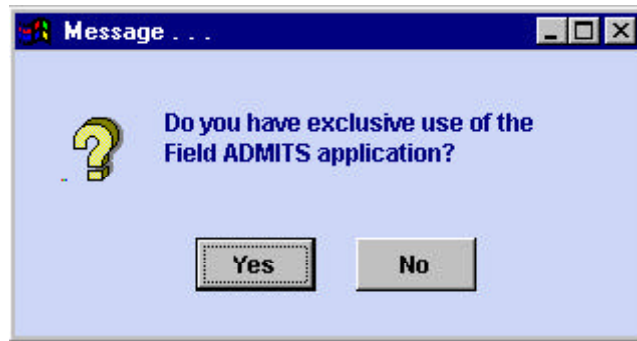 Message . . .
Do you have exclusive use of the
Field ADMITS application?
Yes No